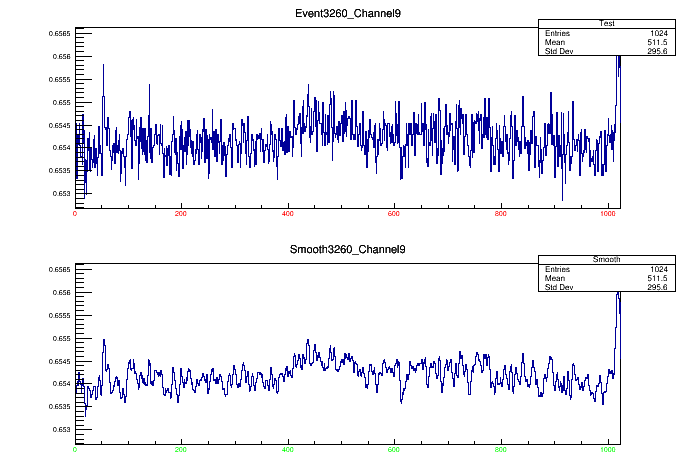 Event3260_Channel9
Test
Entries 1024
Mean 511.5
Std Dev 295.6
0.6565
0.656
0.6555
0.655
0.6545
0.654
0.6535
0.653
0 200 400 600 800 1000
Smooth3260_Channel9
Smooth
Entries 1024
Mean 511.5
Std Dev 295.6
0.6565
0.656
0.6555
0.655
0.6545
0.654
0.6535
0.653
0 200 400 600 800 1000